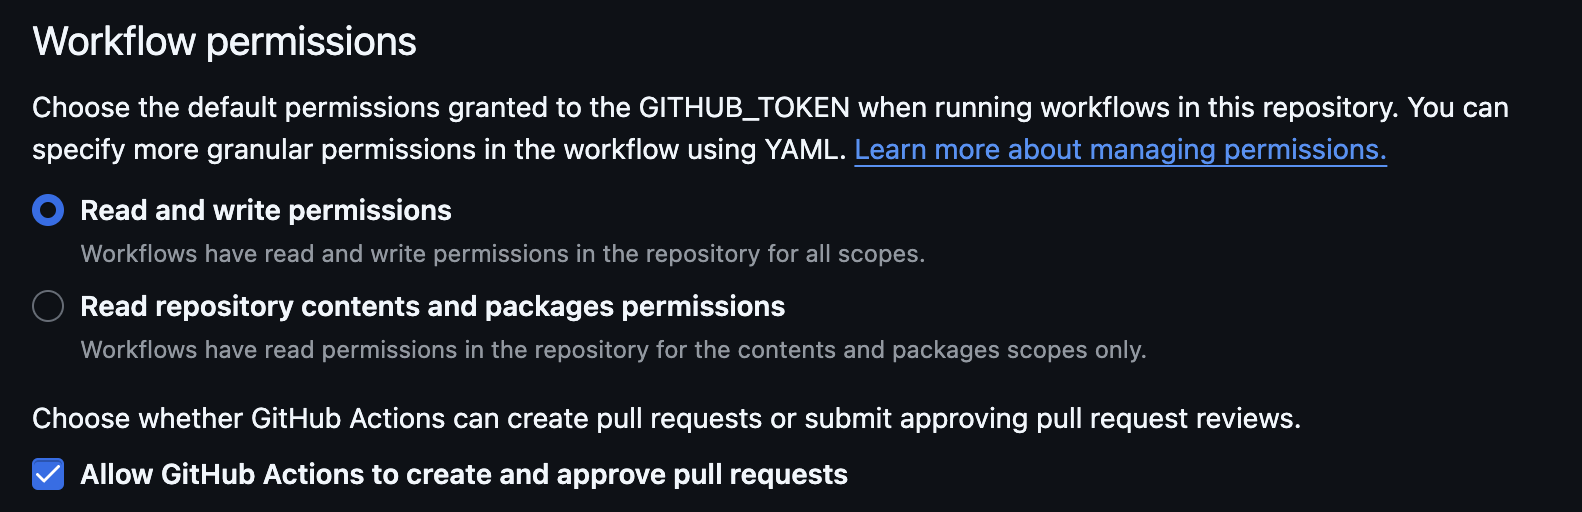 Workflow permissions
Choose the default permissions granted to the GITHUB_TOKEN when running workflows in this repository. You can
specify more granular permissions in the workflow using YAML. Learn more about managing permissions.
Read and write permissions
Workflows have read and write permissions in the repository for all scopes.
Read repository contents and packages permissions
Workflows have read permissions in the repository for the contents and packages scopes only.
Choose whether GitHub Actions can create pull requests or submit approving pull request reviews.
Allow GitHub Actions to create and approve pull requests